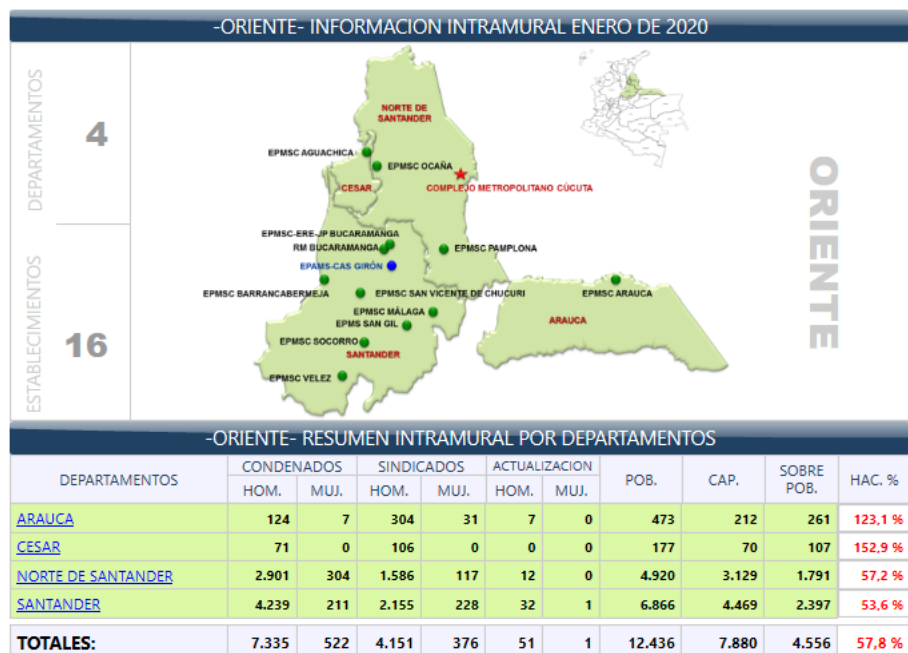 -ORIENTE- INFORMACION INTRAMURAL ENERO DE 2020
DEPARTAMENTOS
4
ESTABLECIMIENTOS
16
NORTE DE
SANTANDER
EPMSC AGUACHICA
EPMSC OCAÑA
CESAR
COMPLEJO METROPOLITANO CÚCUTA
EPMSC-ERE-JP BUCARAMANGA
RM BUCARAMANGA
EPMSC PAMPLONA
EPAMS-CAS GIRÓN
EPMSC BARRANCABERMEJA
EPMSC SAN VICENTE DE CHUCURI
EPMSC ARAUCA
EPMSC MÁLAGA
EPMS SAN GIL
ARAUCA
EPMSC SOCORRO
SANTANDER
EPMSC VELEZ
ORIENTE
-ORIENTE- RESUMEN INTRAMURAL POR DEPARTAMENTOS
DEPARTAMENTOS CONDENADOS SINDICADOS ACTUALIZACION POB. CAP. SOBRE POB. HAC. %
HOM. MUJ. HOM. MUJ. HOM. MUJ.
ARAUCA 124 7 304 31 7 0 473 212 261 123,1 %
CESAR 71 0 106 0 0 0 177 70 107 152,9 %
NORTE DE SANTANDER 2.901 304 1.586 117 12 0 4.920 3.129 1.791 57,2 %
SANTANDER 4.239 211 2.155 228 32 1 6.866 4.469 2.397 53,6 %
TOTALES: 7.335 522 4.151 376 51 1 12.436 7.880 4.556 57,8 %